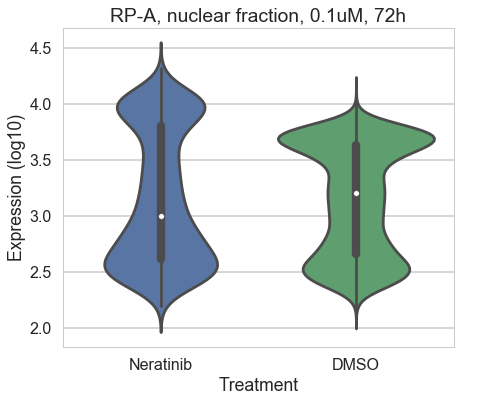 RP-A, nuclear fraction, 0.1uM, 72h
4.5
4.0
3.5
3.0
2.5
2.0
Expression (log10)
Neratinib DMSO
Treatment